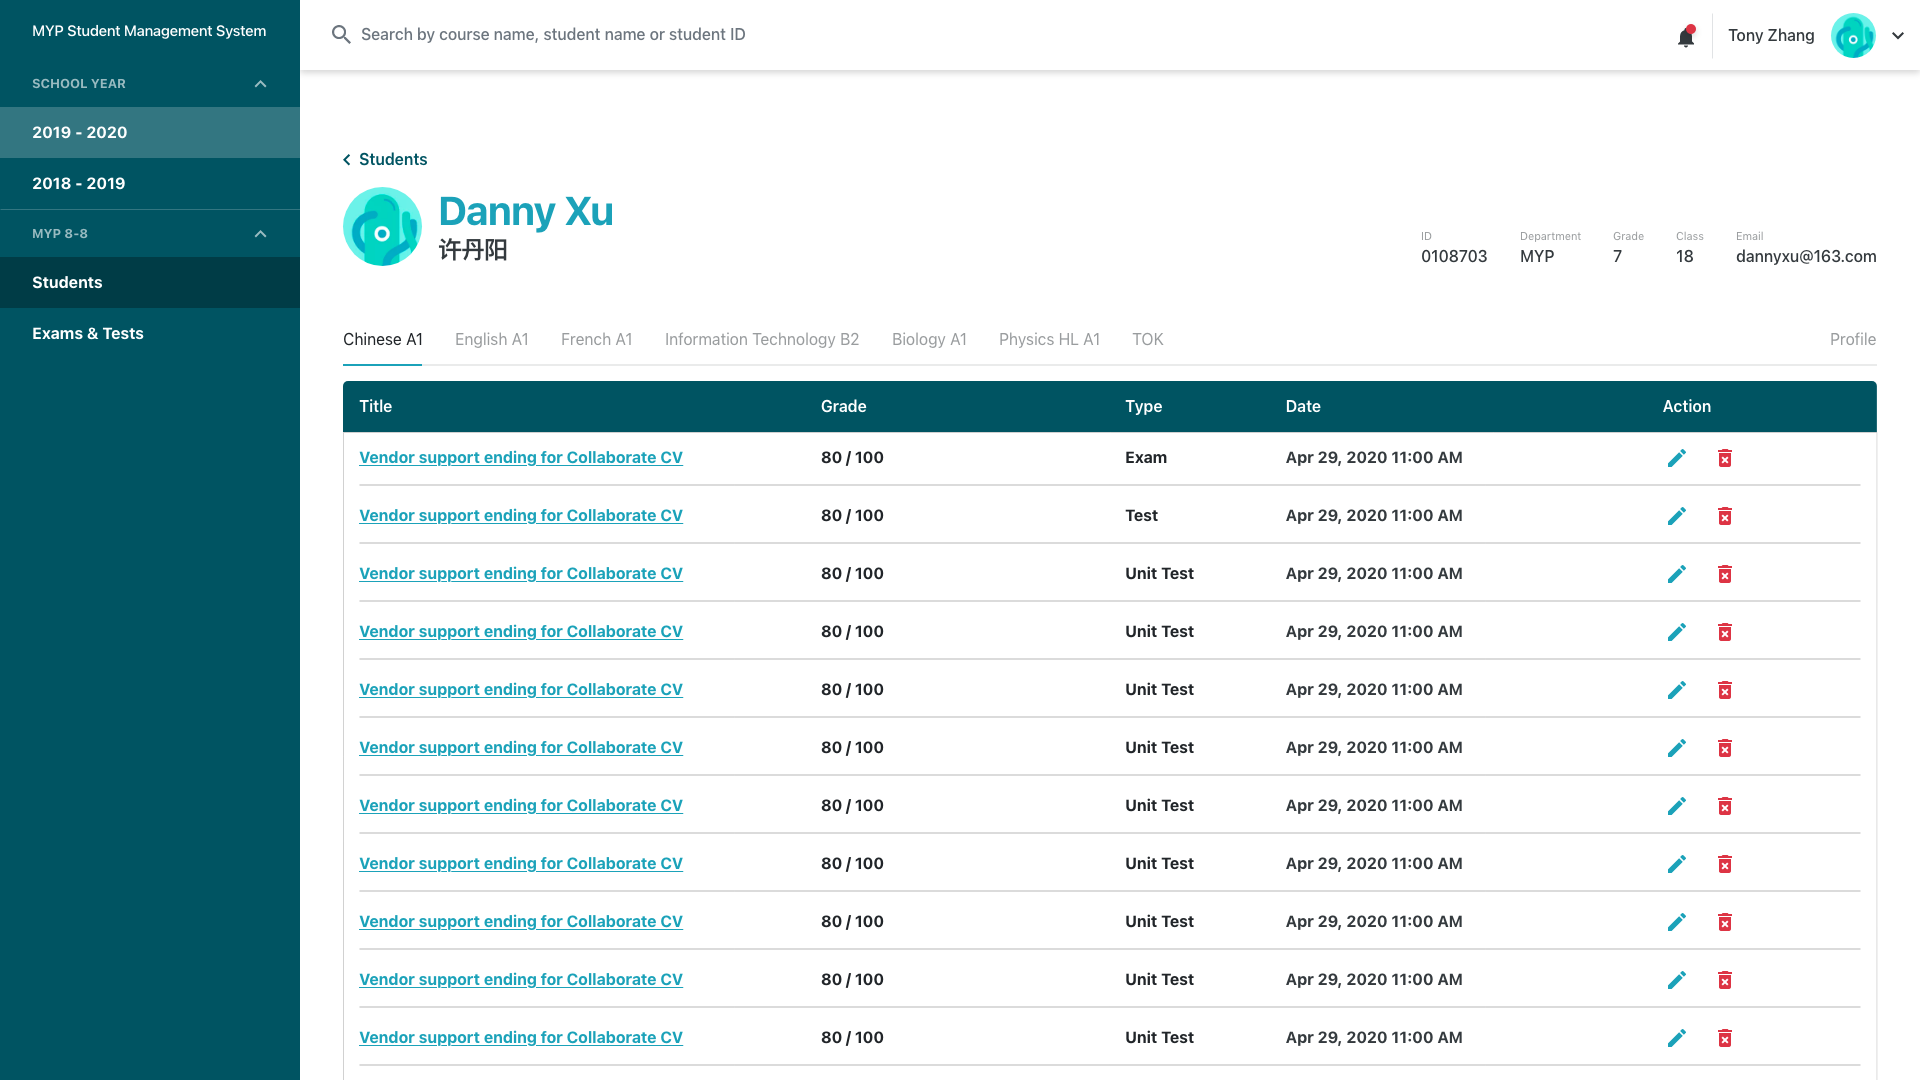 MYP Student Management System
SCHOOL YEAR
2019 - 2020
2018 - 2019
MYP 8-8
Students
Exams & Tests
Search by course name, student name or student ID
Tony Zhang
Students
Danny Xu
许丹阳
ID Department Grade Class Email
0108703 MYP 7 18 dannyxu@163.com
Chinese A1 English A1 French A1 Information Technology B2 Biology A1 Physics HL A1 TOK Profile
Title Grade Type Date Action
Vendor support ending for Collaborate CV 80 / 100 Exam Apr 29, 2020 11:00 AM
Vendor support ending for Collaborate CV 80 / 100 Test Apr 29, 2020 11:00 AM
Vendor support ending for Collaborate CV 80 / 100 Unit Test Apr 29, 2020 11:00 AM
Vendor support ending for Collaborate CV 80 / 100 Unit Test Apr 29, 2020 11:00 AM
Vendor support ending for Collaborate CV 80 / 100 Unit Test Apr 29, 2020 11:00 AM
Vendor support ending for Collaborate CV 80 / 100 Unit Test Apr 29, 2020 11:00 AM
Vendor support ending for Collaborate CV 80 / 100 Unit Test Apr 29, 2020 11:00 AM
Vendor support ending for Collaborate CV 80 / 100 Unit Test Apr 29, 2020 11:00 AM
Vendor support ending for Collaborate CV 80 / 100 Unit Test Apr 29, 2020 11:00 AM
Vendor support ending for Collaborate CV 80 / 100 Unit Test Apr 29, 2020 11:00 AM
Vendor support ending for Collaborate CV 80 / 100 Unit Test Apr 29, 2020 11:00 AM